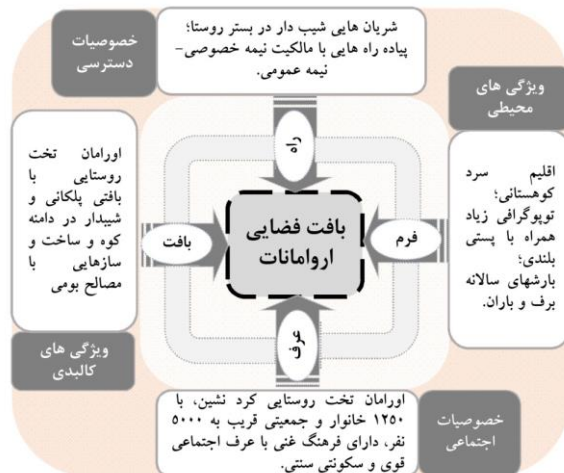 خصوصیات
دسترسی
شریان هایی شیب دار در بستر روستا؛
پیاده راه هایی با مالکیت نیمه خصوصی-
نیمه عمومی.
ویژگی های
محیطی
اقلیم سرد
کوهستانی؛
توپوگرافی زیاد
همراه با پستی
بلندی؛
بارشهای سالانه
برف و باران.
راه
فرم
بافت فضایی
اروامانات
بافت
عرف
اورامان تخت
روستایی با
بافتی پلکانی و
شیبدار در دامنه
کوه و ساخت و
سازهایی با
مصالح بومی
ویژگی های
کالبدی
اورامان تخت روستایی کرد نشین، با
۱۲۵۰ خانوار و جمعیتی قریب به ۵۰۰۰
نفر، دارای فرهنگ غنی با عرف اجتماعی
قوی و سکونتی سنتی.
خصوصیات
اجتماعی